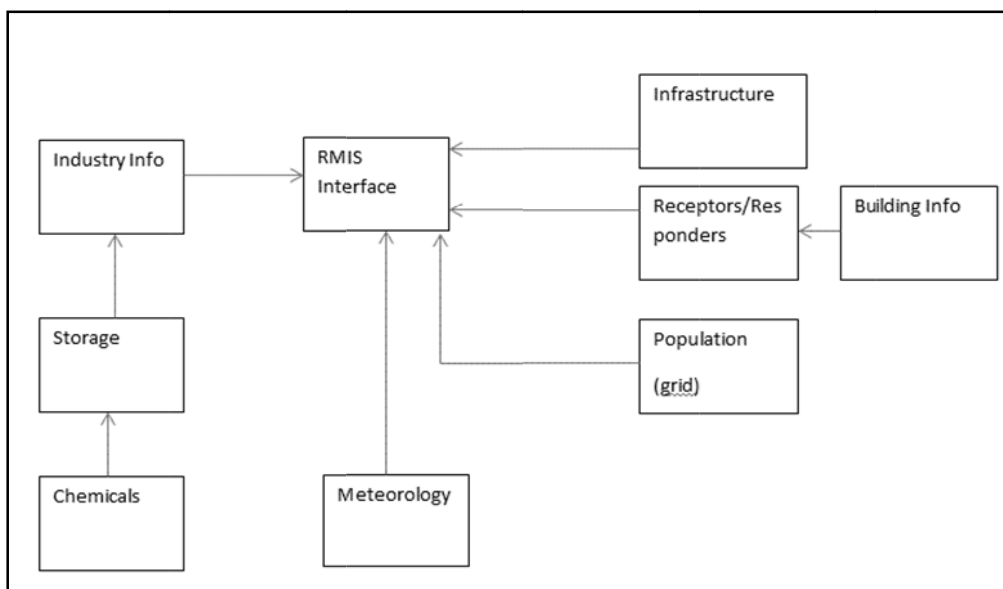 Infrastructure
Industry Info
RMIS
Interface
Receptors/Res
ponders
Building Info
Storage
Population
(grid)
Chemicals
Meteorology